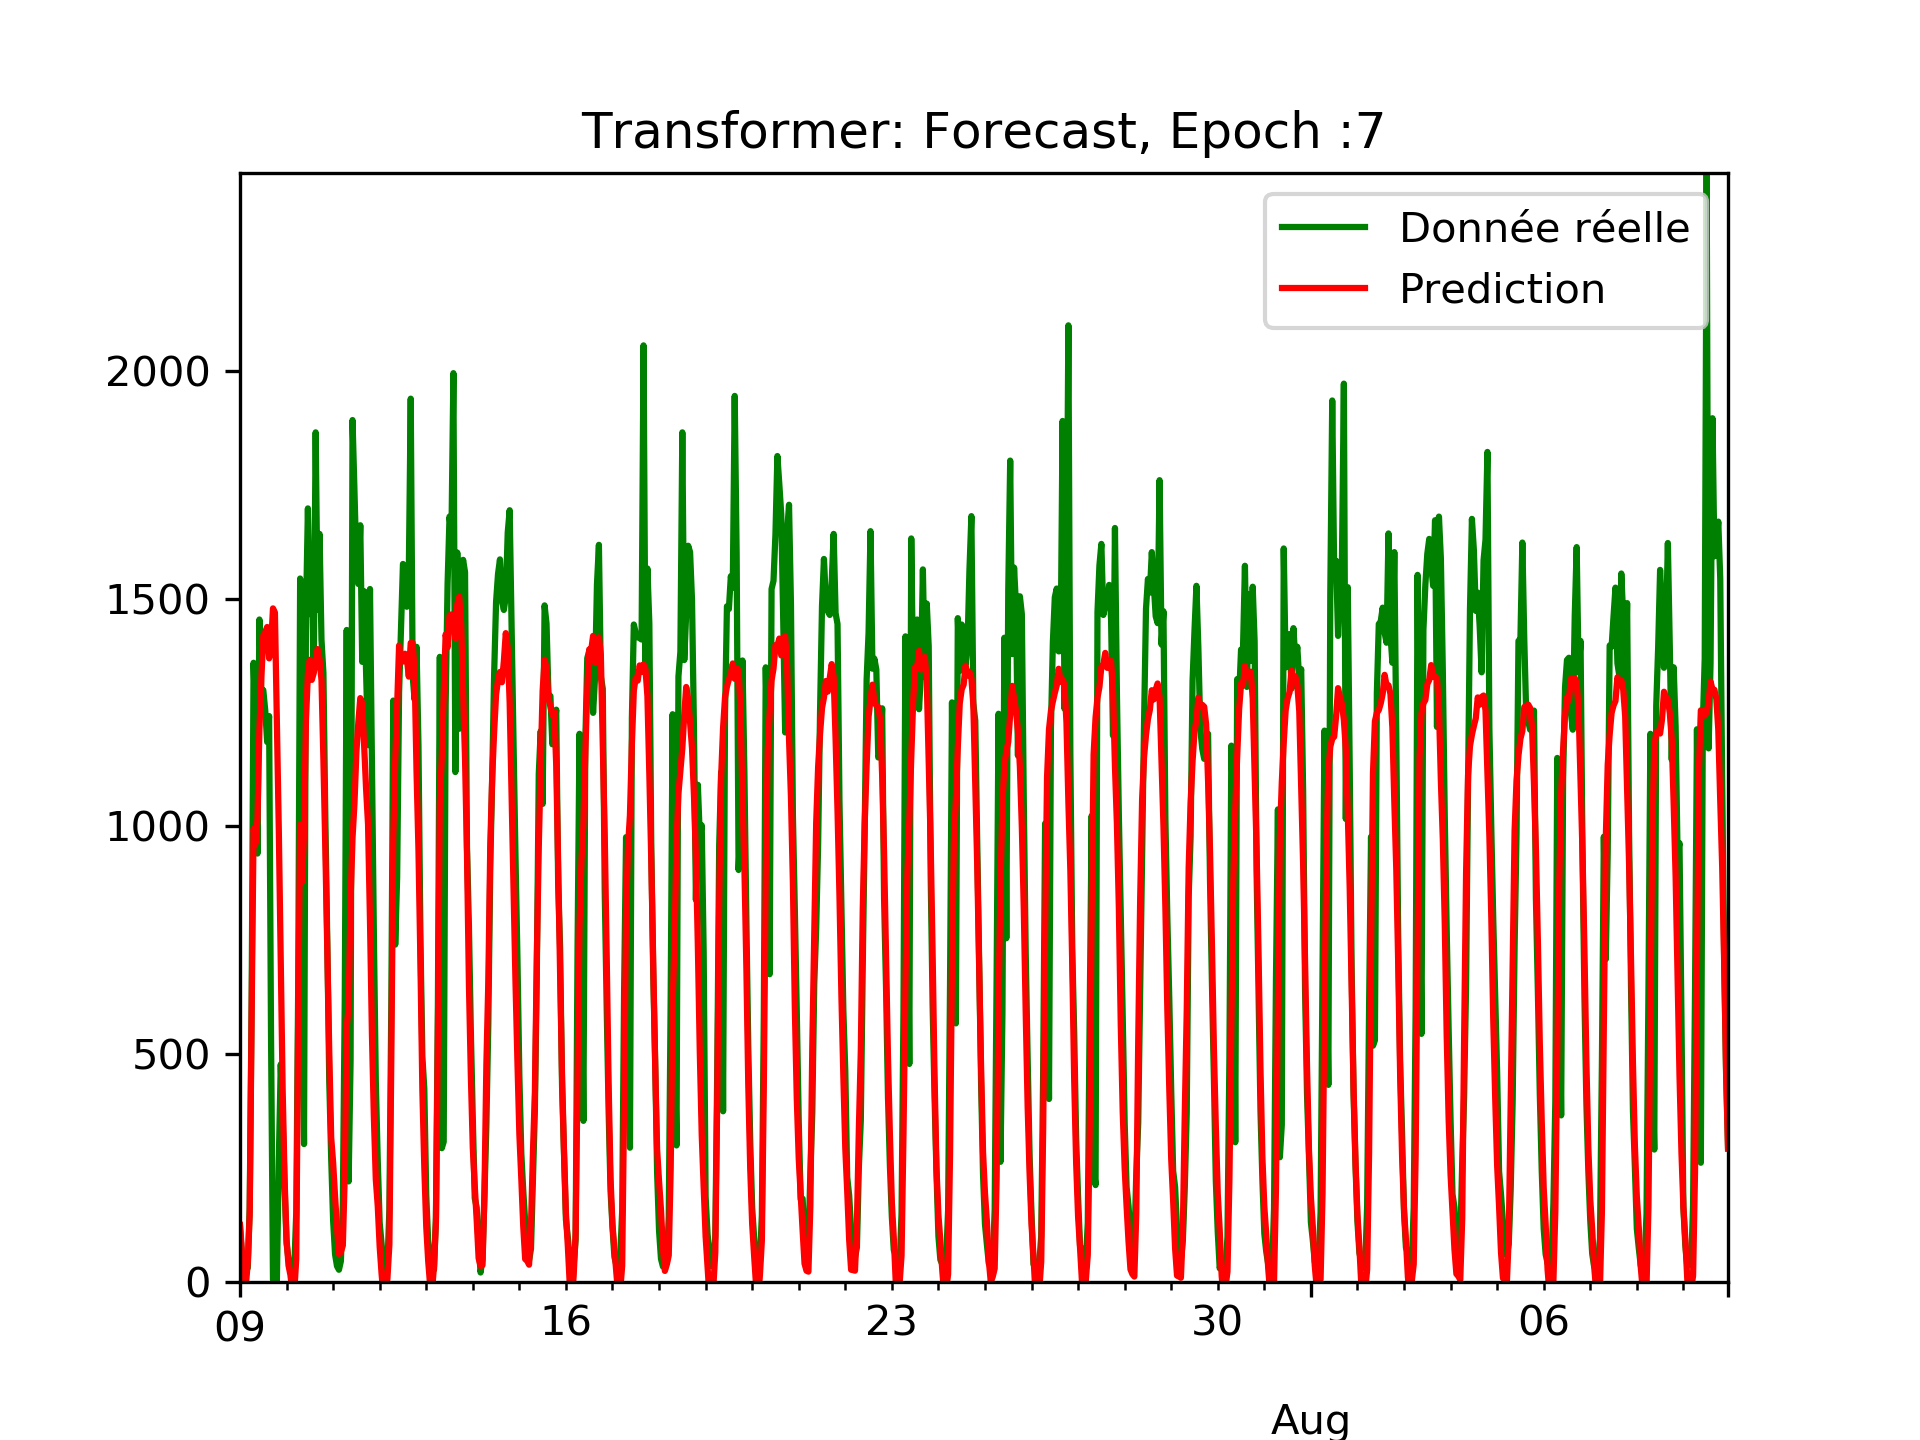 Transformer: Forecast, Epoch :7
Donnée réelle
Prediction
2000
1500
1000
500
0
09 16 23 30 06
Aug